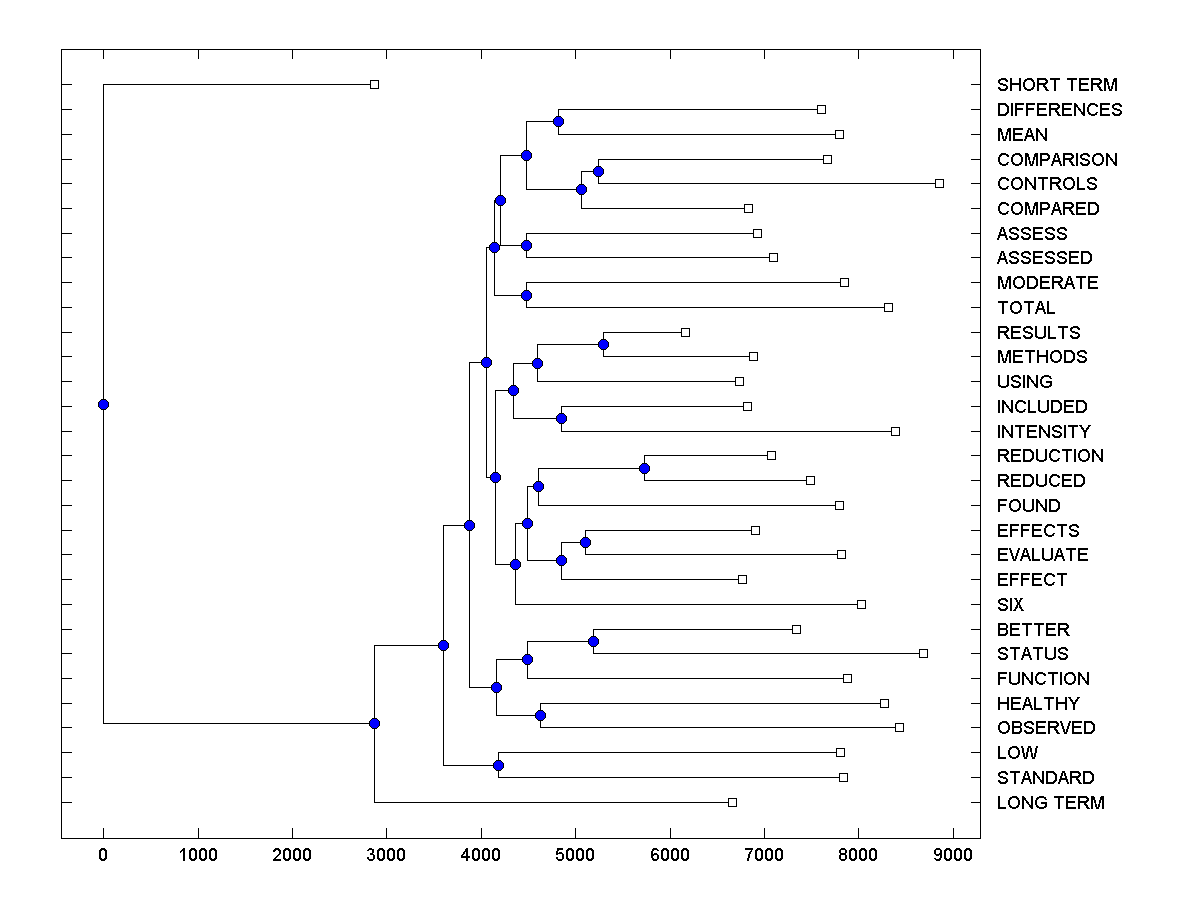 SHORT TERM
DIFFERENCES
MEAN
COMPARISON
CONTROLS
COMPARED
ASSESS
ASSESSED
MODERATE
TOTAL
RESULTS
METHODS
USING
INCLUDED
INTENSITY
REDUCTION
REDUCED
FOUND
EFFECTS
EVALUATE
EFFECT
SIX
BETTER
STATUS
FUNCTION
HEALTHY
OBSERVED
LOW
STANDARD
LONG TERM
0 1000 2000 3000 4000 5000 6000 7000 8000 9000